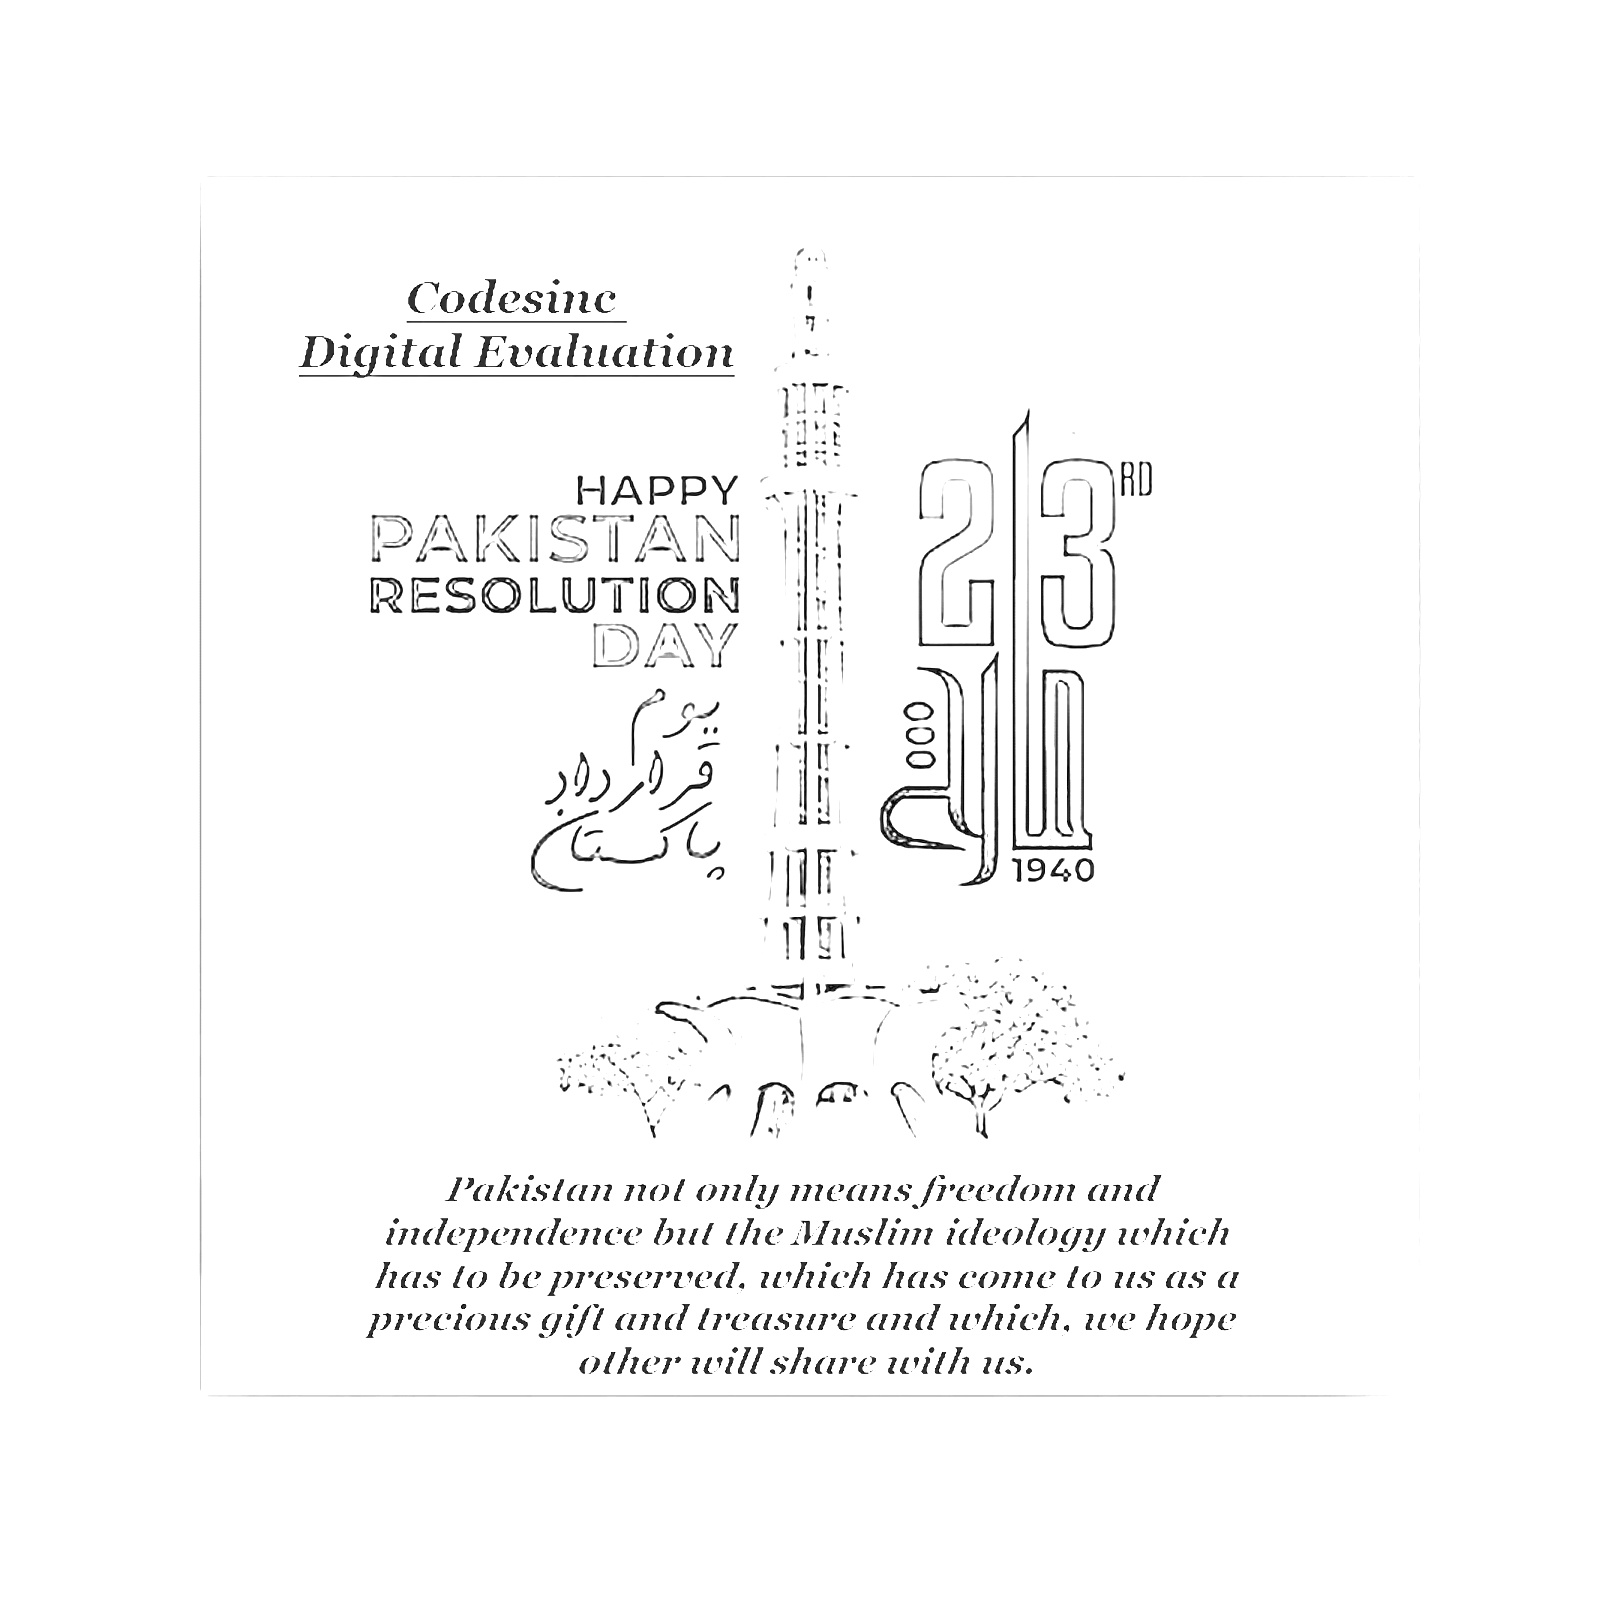 Codesinc
Digital Evaluation
HAPPY
PAKISTAN
RESOLUTION
DAY
یوم
قرار داد
پاکستان
23RD
مارچ
1940
Pakistan not only means freedom and
independence but the Muslim ideology which
has to be preserved, which has come to us as a
precious gift and treasure and which, we hope
other will share with us.